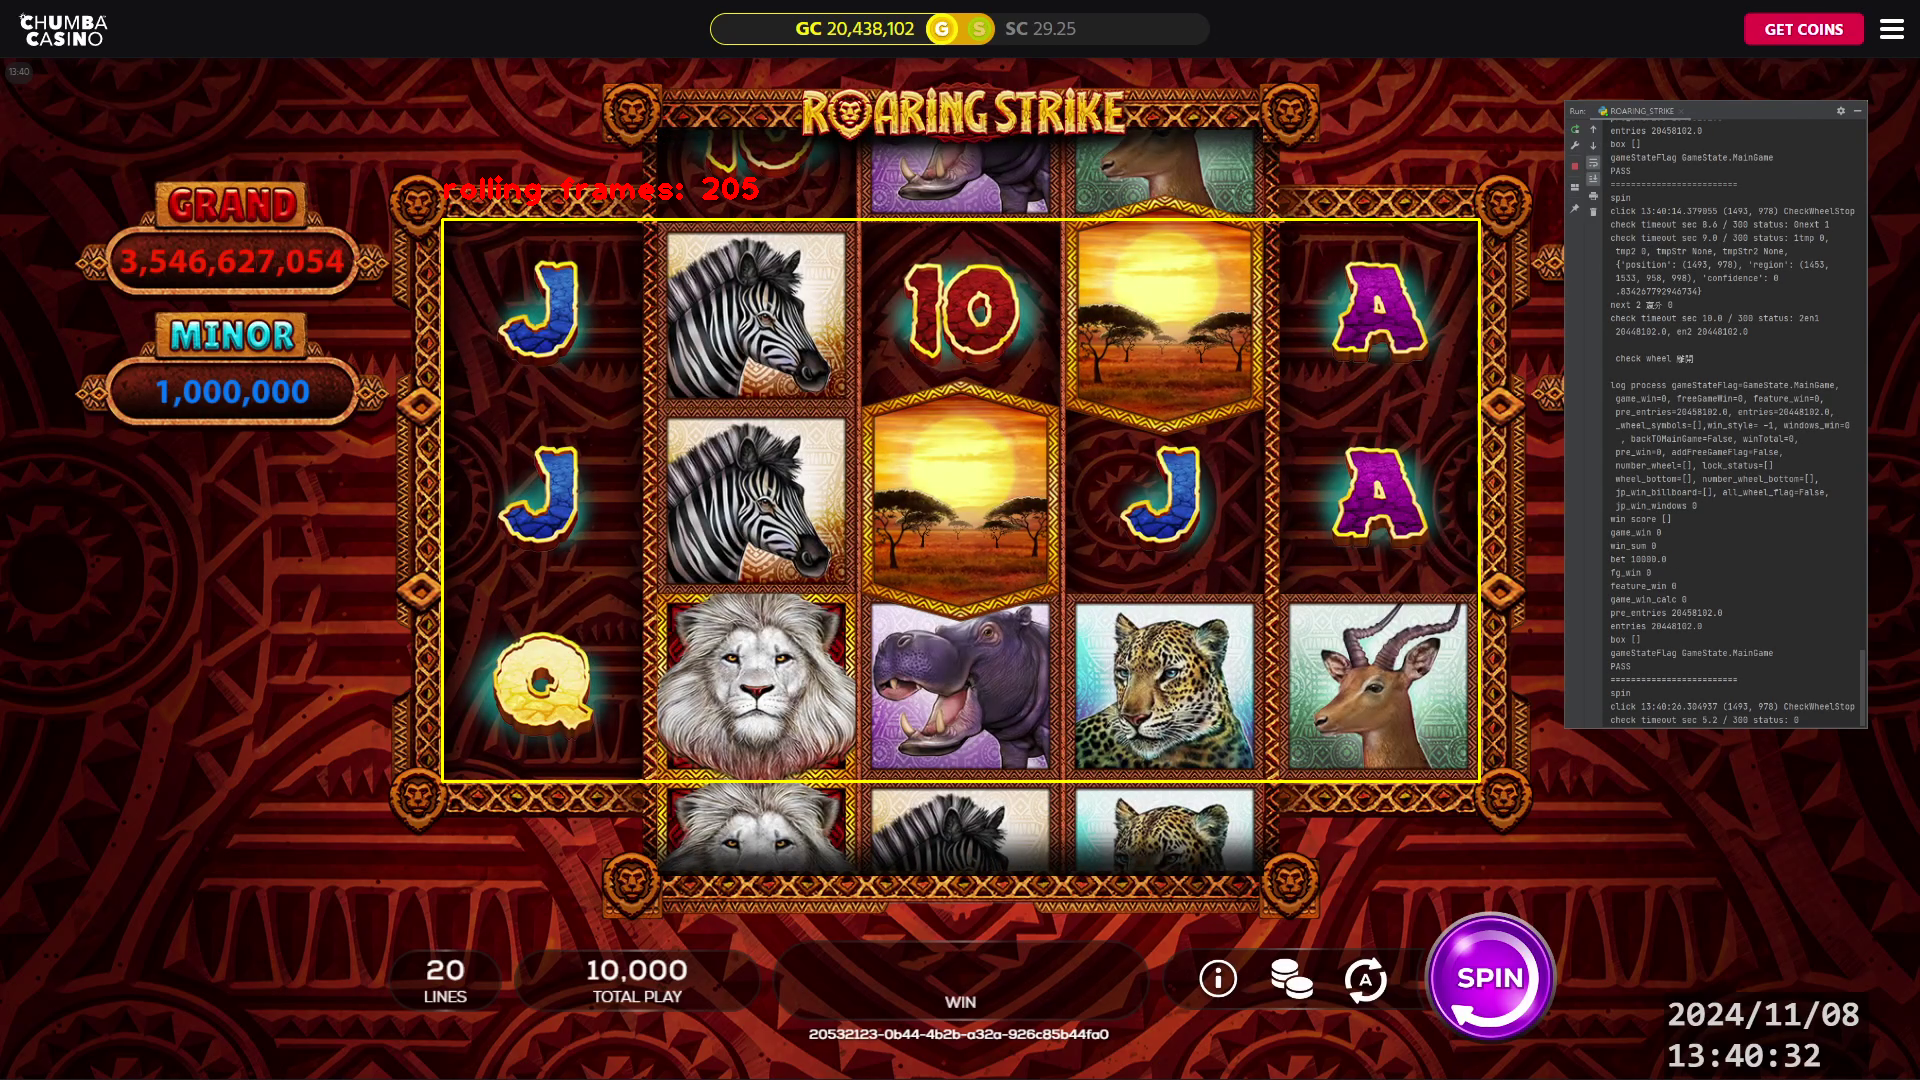 CHUMBA
CASINO
GC 20,438,102
G
S
SC 29.25
GET COINS
13:40
ROARING STRIKE
10
rolling frames: 205
GRAND
3,546,627,054
MINOR
1,000,000
J
10
A
J
J
A
Q
20
LINES
10,000
TOTAL PLAY
WIN
20532123-0b44-4b2b-a32a-926c85b44fa0
i
A
SPIN
2024/11/08
13:40:32
Run:
ROARING_STRIKE
entries 20458102.0
box []
gameStateFlag GameState.MainGame
PASS
==========================
spin
click 13:40:14.379055 (1493, 978) CheckWheelStop
check timeout sec 8.6 / 300 status: 0next 1
check timeout sec 9.0 / 300 status: 1tmp 0,
tmp2 0, tmpStr None, tmpStr2 None,
{'position': (1493, 978), 'region': (1453,
1533, 958, 998), 'confidence': 0
.834267792946734}
next 2 贏分 0
check timeout sec 10.0 / 300 status: 2en1
20448102.0, en2 20448102.0
check wheel
log process gameStateFlag=GameState.MainGame,
game_win=0, freeGameWin=0, feature_win=0,
pre_entries=20458102.0, entries=20448102.0,
_wheel_symbols=[],win_style= -1, windows_win=0
, backTOMainGame=False, winTotal=0,
pre_win=0, addFreeGameFlag=False,
number_wheel=[], lock_status=[]
wheel_bottom=[], number_wheel_bottom=[],
jp_win_billboard=[], all_wheel_flag=False,
jp_win_windows 0
win score []
game_win 0
win_sum 0
bet 10000.0
fg_win 0
feature_win 0
game_win_calc 0
pre_entries 20458102.0
entries 20448102.0
box []
gameStateFlag GameState.MainGame
PASS
==========================
spin
click 13:40:26.304937 (1493, 978) CheckWheelStop
check timeout sec 5.2 / 300 status: 0